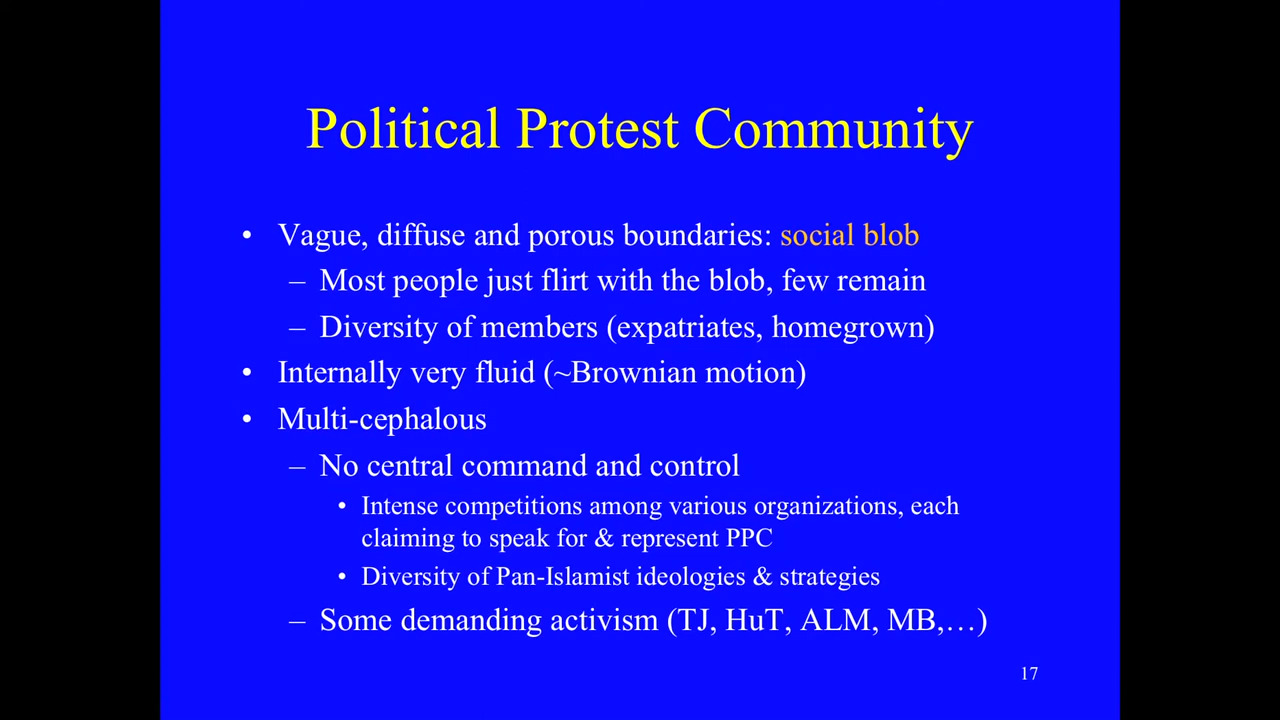 Political Protest Community
• Vague, diffuse and porous boundaries: social blob
– Most people just flirt with the blob, few remain
– Diversity of members (expatriates, homegrown)
• Internally very fluid (~Brownian motion)
• Multi-cephalous
– No central command and control
• Intense competitions among various organizations, each
claiming to speak for & represent PPC
• Diversity of Pan-Islamist ideologies & strategies
– Some demanding activism (TJ, HuT, ALM, MB,…)
17